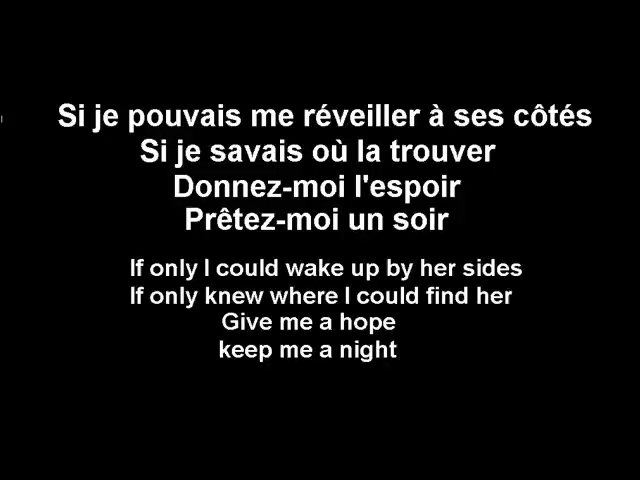 Si je pouvais me réveiller à ses côtés
Si je savais où la trouver
Donnez-moi l'espoir
Prêtez-moi un soir
If only I could wake up by her sides
If only knew where I could find her
Give me a hope
keep me a night